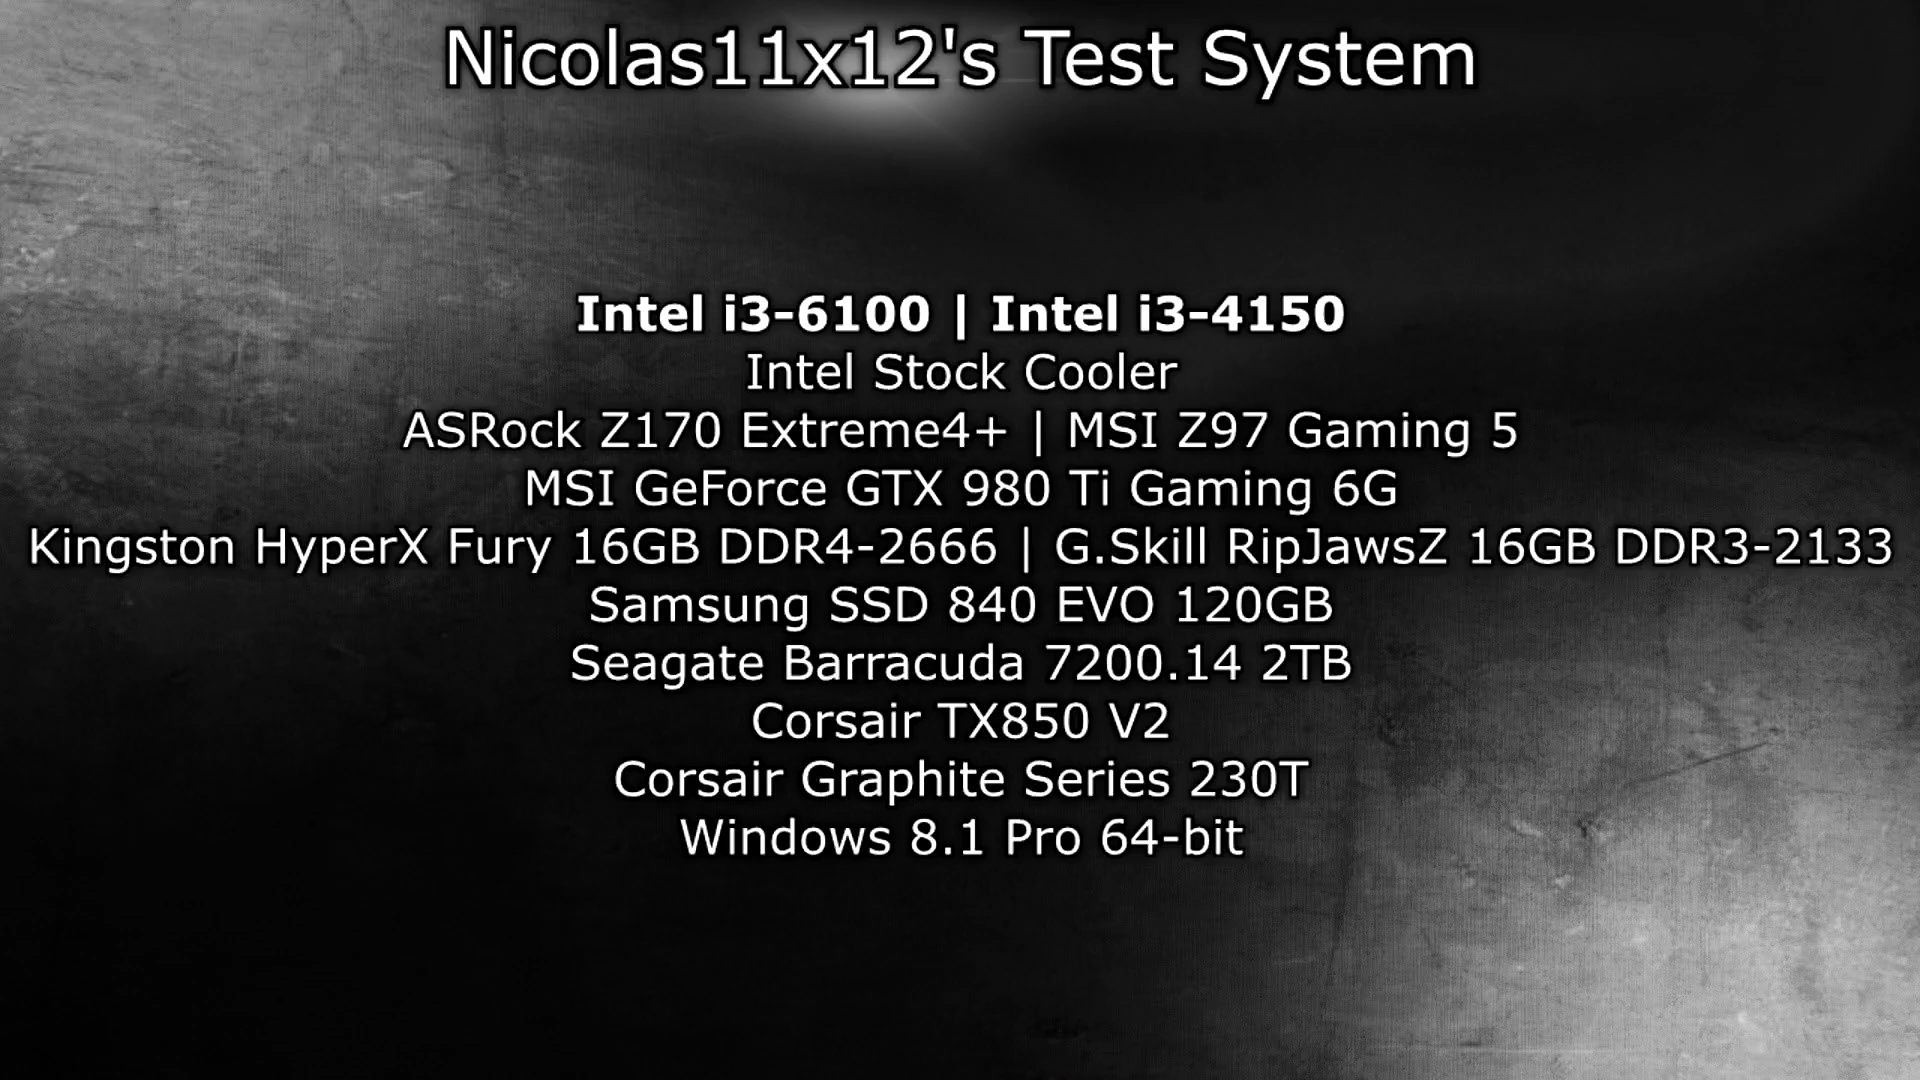 Nicolas11x12's Test System
Intel i3-6100 | Intel i3-4150
Intel Stock Cooler
ASRock Z170 Extreme4+ | MSI Z97 Gaming 5
MSI GeForce GTX 980 Ti Gaming 6G
Kingston HyperX Fury 16GB DDR4-2666 | G.Skill RipJawsZ 16GB DDR3-2133
Samsung SSD 840 EVO 120GB
Seagate Barracuda 7200.14 2TB
Corsair TX850 V2
Corsair Graphite Series 230T
Windows 8.1 Pro 64-bit